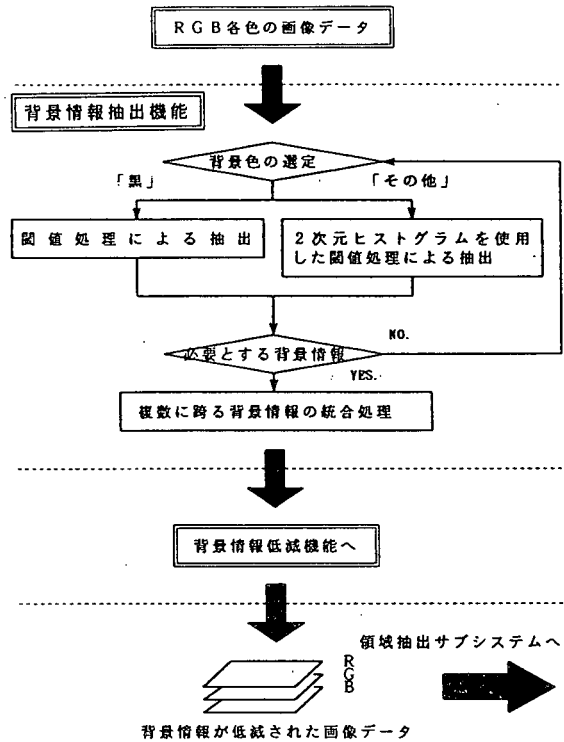 RGB各色の画像データ
背景情報抽出機能
背景色の選定
「黒」
「その他」
閾値処理による抽出
2次元ヒストグラムを使用
した閾値処理による抽出
NO.
必要とする背景情報
YES.
複数に跨る背景情報の統合処理
背景情報低減機能へ
領域抽出サブシステムへ
R
G
B
背景情報が低減された画像データ